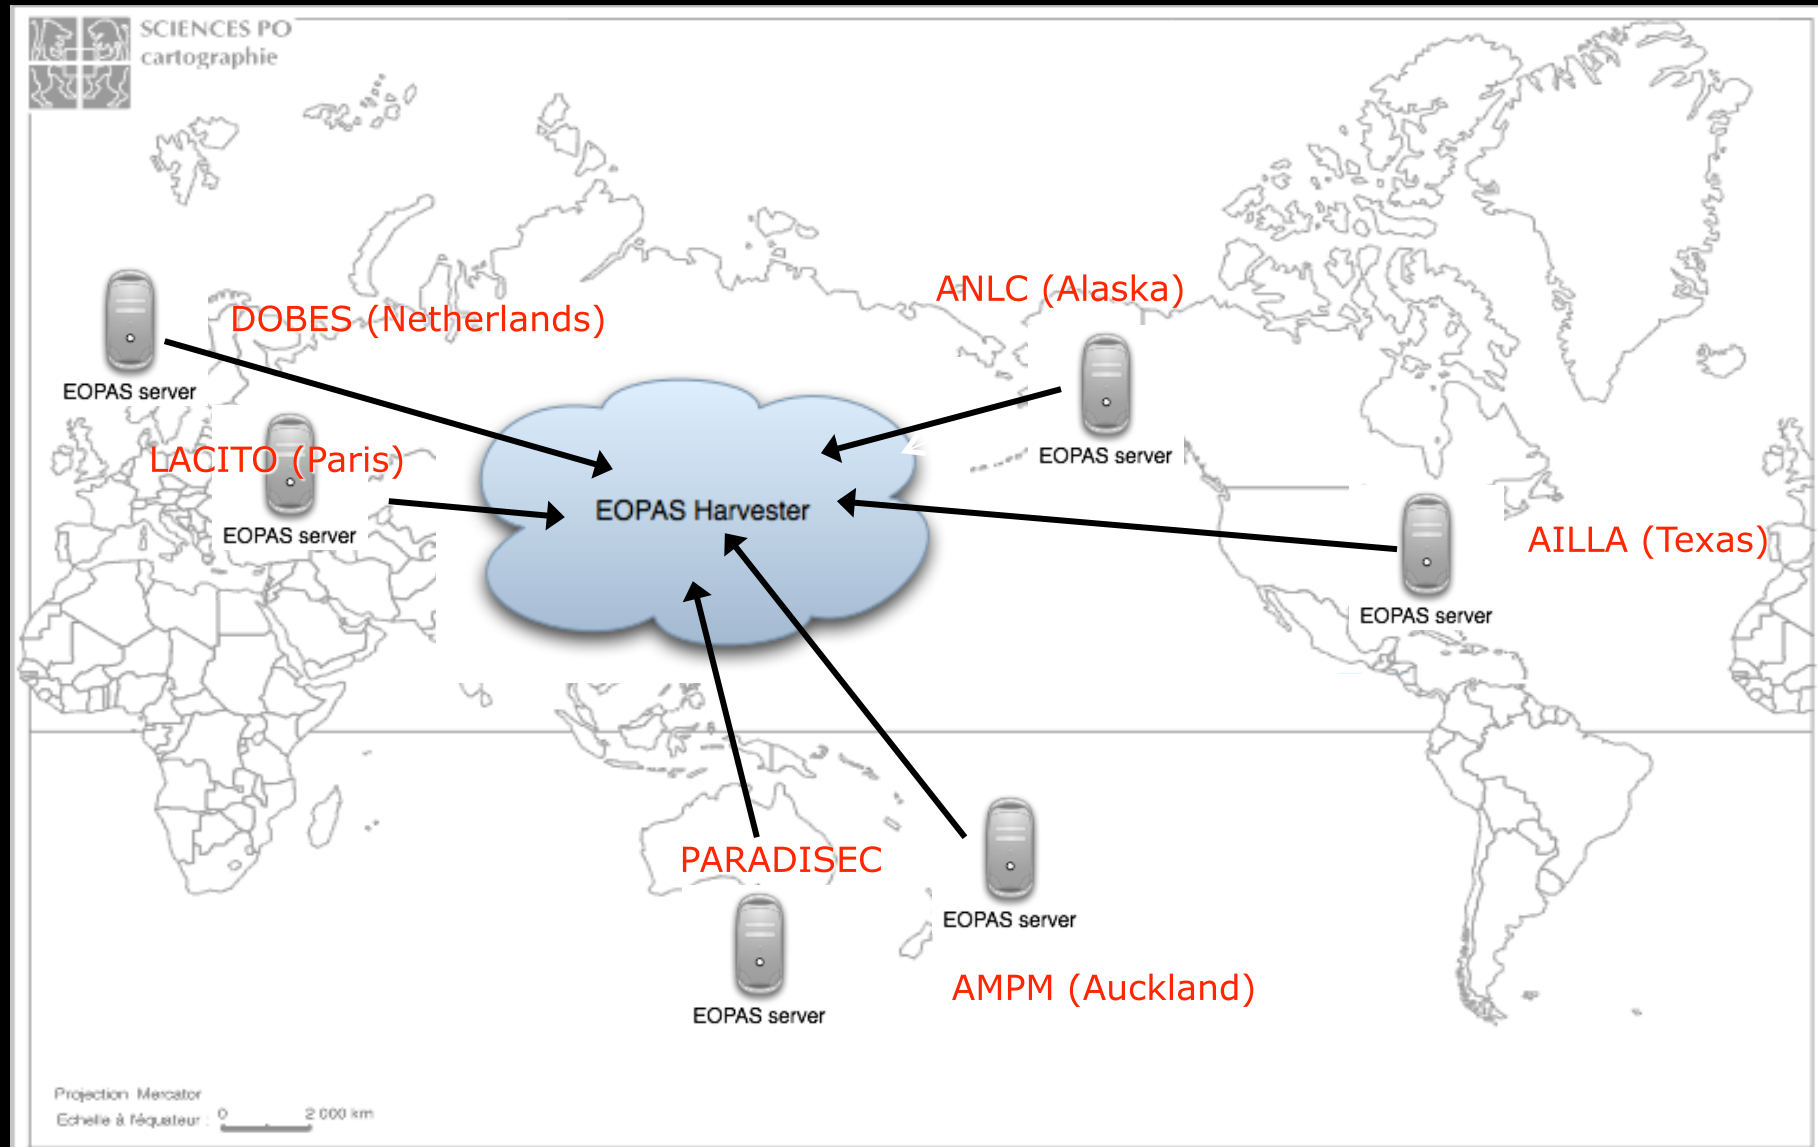 SCIENCES PO
cartographie
ANLC (Alaska)
DOBES (Netherlands)
EOPAS server
LACITO (Paris)
EOPAS server
EOPAS server
EOPAS Harvester
AILLA (Texas)
EOPAS server
PARADISEC
EOPAS server
AMPM (Auckland)
EOPAS server
Projection Mercator
Echelle à l'équateur : 0 2 000 km